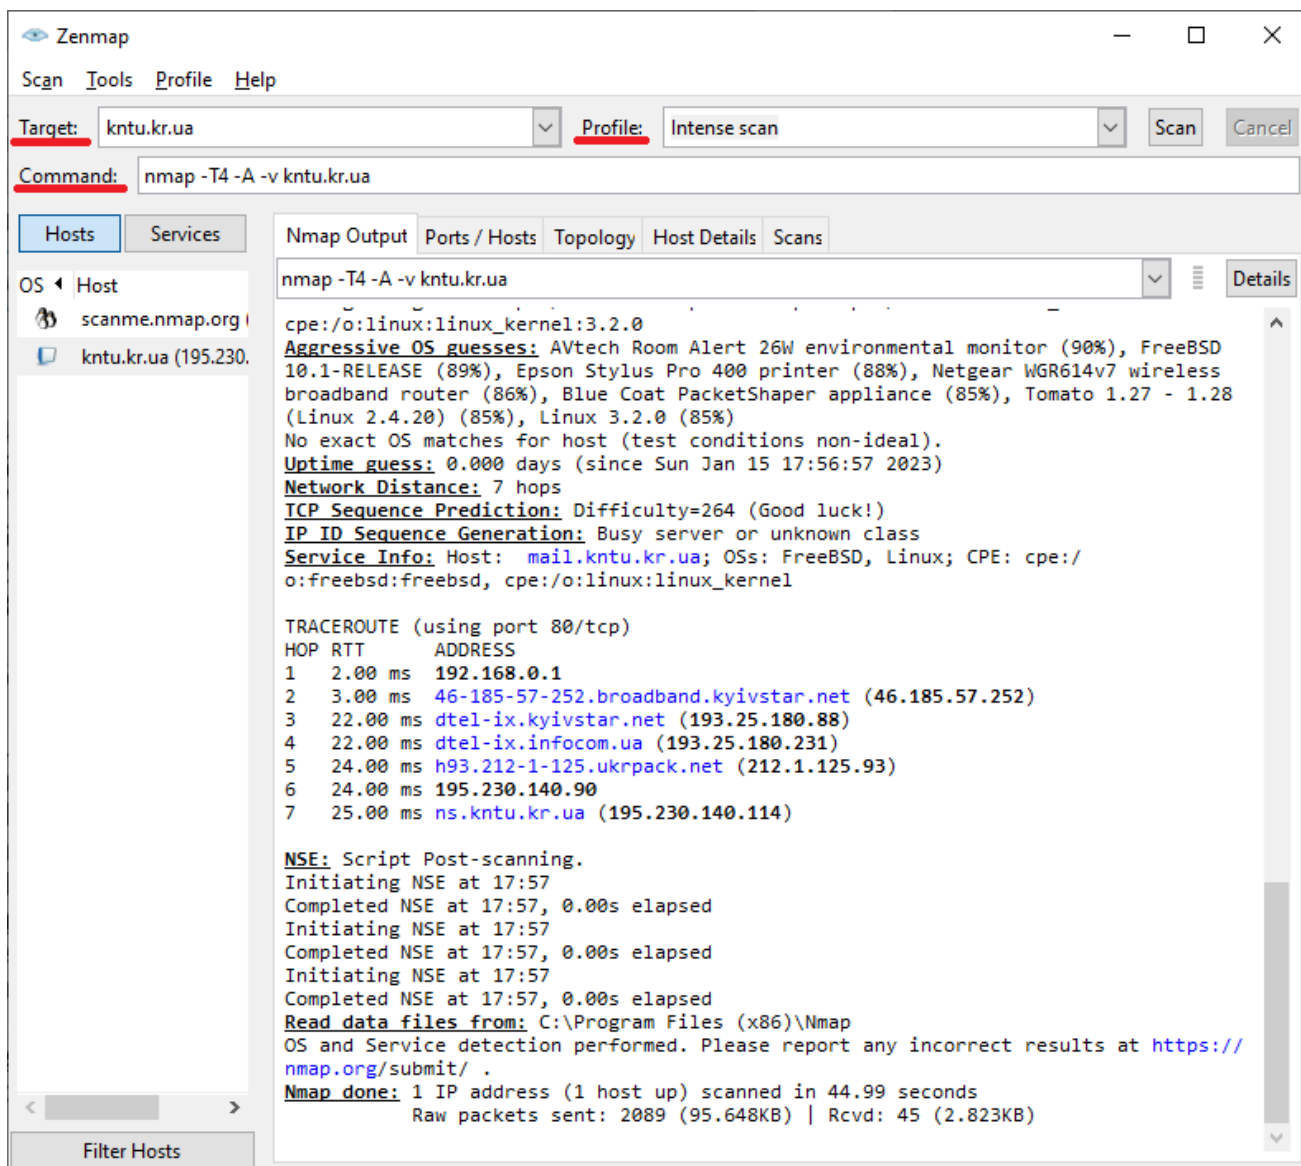 Zenmap
Scan Tools Profile Help
Target: kntu.kr.ua Profile: Intense scan Scan Cancel
Command: nmap -T4 -A -v kntu.kr.ua
Hosts Services
Nmap Output Ports / Hosts Topology Host Details Scans
OS Host
nmap -T4 -A -v kntu.kr.ua Details
scanme.nmap.org (
kntu.kr.ua (195.230.
cpe:/o:linux:linux_kernel:3.2.0
Aggressive OS guesses: AVtech Room Alert 26W environmental monitor (90%), FreeBSD
10.1-RELEASE (89%), Epson Stylus Pro 400 printer (88%), Netgear WGR614v7 wireless
broadband router (86%), Blue Coat PacketShaper appliance (85%), Tomato 1.27 - 1.28
(Linux 2.4.20) (85%), Linux 3.2.0 (85%)
No exact OS matches for host (test conditions non-ideal).
Uptime guess: 0.000 days (since Sun Jan 15 17:56:57 2023)
Network Distance: 7 hops
TCP Sequence Prediction: Difficulty=264 (Good luck!)
IP ID Sequence Generation: Busy server or unknown class
Service Info: Host:  mail.kntu.kr.ua; OSs: FreeBSD, Linux; CPE: cpe:/
o:freebsd:freebsd, cpe:/o:linux:linux_kernel
TRACEROUTE (using port 80/tcp)
HOP RTT      ADDRESS
1   2.00 ms  192.168.0.1
2   3.00 ms  46-185-57-252.broadband.kyivstar.net (46.185.57.252)
3   22.00 ms dtel-ix.kyivstar.net (193.25.180.88)
4   22.00 ms dtel-ix.infocom.ua (193.25.180.231)
5   24.00 ms h93.212-1-125.ukrpack.net (212.1.125.93)
6   24.00 ms 195.230.140.90
7   25.00 ms ns.kntu.kr.ua (195.230.140.114)
NSE: Script Post-scanning.
Initiating NSE at 17:57
Completed NSE at 17:57, 0.00s elapsed
Initiating NSE at 17:57
Completed NSE at 17:57, 0.00s elapsed
Initiating NSE at 17:57
Completed NSE at 17:57, 0.00s elapsed
Read data files from: C:\Program Files (x86)\Nmap
OS and Service detection performed. Please report any incorrect results at https://
nmap.org/submit/ .
Nmap done: 1 IP address (1 host up) scanned in 44.99 seconds
Raw packets sent: 2089 (95.648KB) | Rcvd: 45 (2.823KB)
Filter Hosts